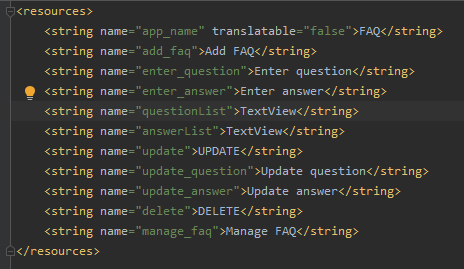 <resources>
<string name="app_name" translatable="false">FAQ</string>
<string name="add_faq">Add FAQ</string>
<string name="enter_question">Enter question</string>
<string name="enter_answer">Enter answer</string>
<string name="questionList">TextView</string>
<string name="answerList">TextView</string>
<string name="update">UPDATE</string>
<string name="update_question">Update question</string>
<string name="update_answer">Update answer</string>
<string name="delete">DELETE</string>
<string name="manage_faq">Manage FAQ</string>
</resources>